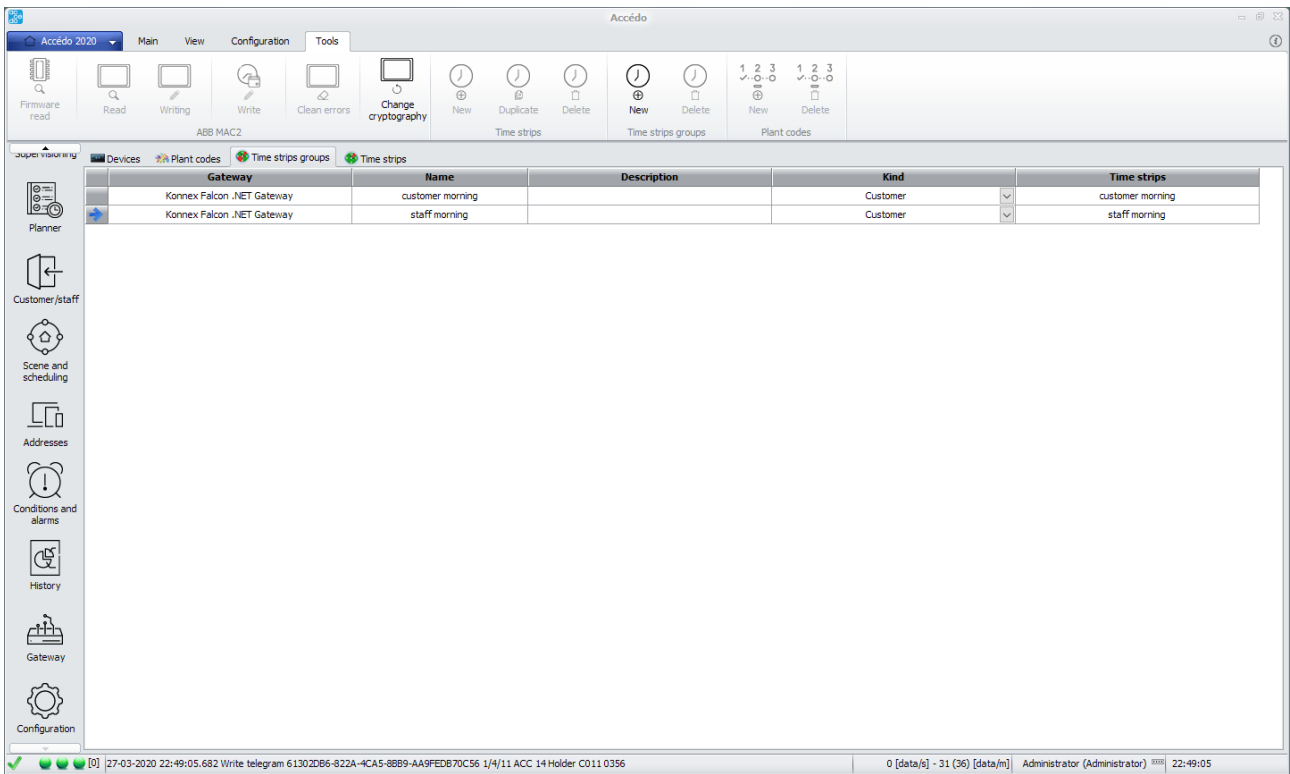 Accédo
Accédo 2020 Main View Configuration Tools
Firmware read
Read Writing Write Clean errors
ABB MAC2
Change cryptography
New Duplicate Delete
Time strips
New Delete
Time strips groups
1 2 3 1 2 3
New Delete
Plant codes
Supervisioning
Devices Plant codes Time strips groups Time strips
Gateway Name Description Kind Time strips
Konnex Falcon .NET Gateway customer morning Customer customer morning
Konnex Falcon .NET Gateway staff morning Customer staff morning
Planner
Customer/staff
Scene and
scheduling
Addresses
Conditions and
alarms
History
Gateway
Configuration
[0] 27-03-2020 22:49:05.682 Write telegram 61302DB6-822A-4CA5-8BB9-AA9FEDB70C56 1/4/11 ACC 14 Holder C011 0356 0 [data/s] - 31 (36) [data/m] Administrator (Administrator) 22:49:05